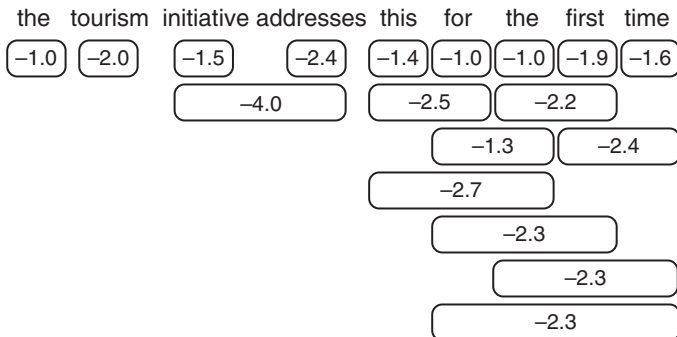 the tourism initiative addresses this for the first time
–1.0 –2.0 –1.5 –2.4 –1.4 –1.0 –1.0 –1.9 –1.6
–4.0 –2.5 –2.2
–1.3 –2.4
–2.7
–2.3
–2.3
–2.3